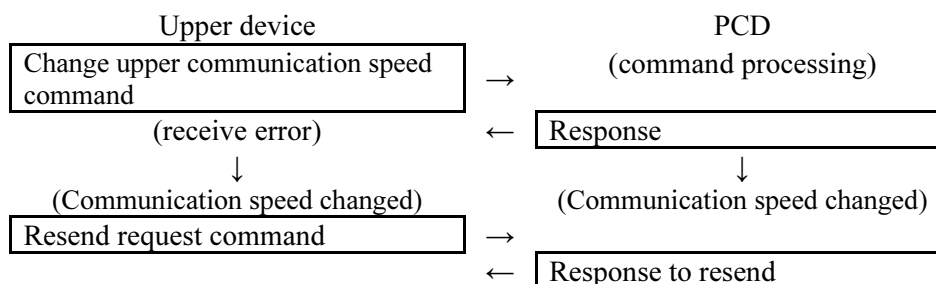 Upper device PCD
Change upper communication speed
command
→ (command processing)
(receive error) ← Response
↓ ↓
(Communication speed changed) (Communication speed changed)
Resend request command →
← Response to resend